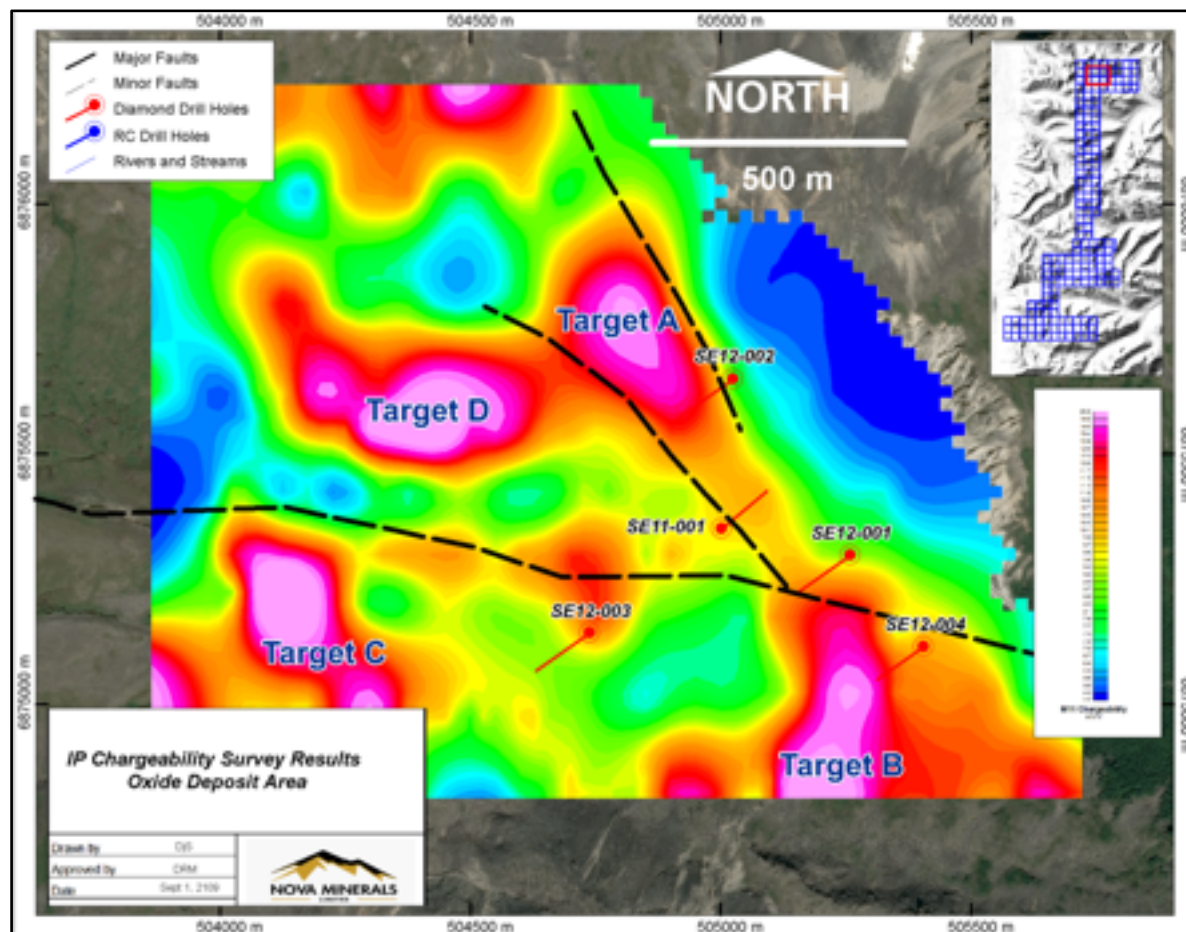 504000 m
504500 m
505000 m
505500 m
Major Faults
Minor Faults
Diamond Drill Holes
RC Drill Holes
Rivers and Streams
NORTH
500 m
6876000 m
6875500 m
6875000 m
Target A
SE12-002
Target D
SE11-001
SE12-001
SE12-003
SE12-004
Target C
Target B
M11 Chargeability
IP Chargeability Survey Results
Oxide Deposit Area
Drawn by
DjS
Approved by
DRM
Date
Sept 1, 2109
NOVA MINERALS
LIMITED
504000 m
504500 m
505000 m
505500 m